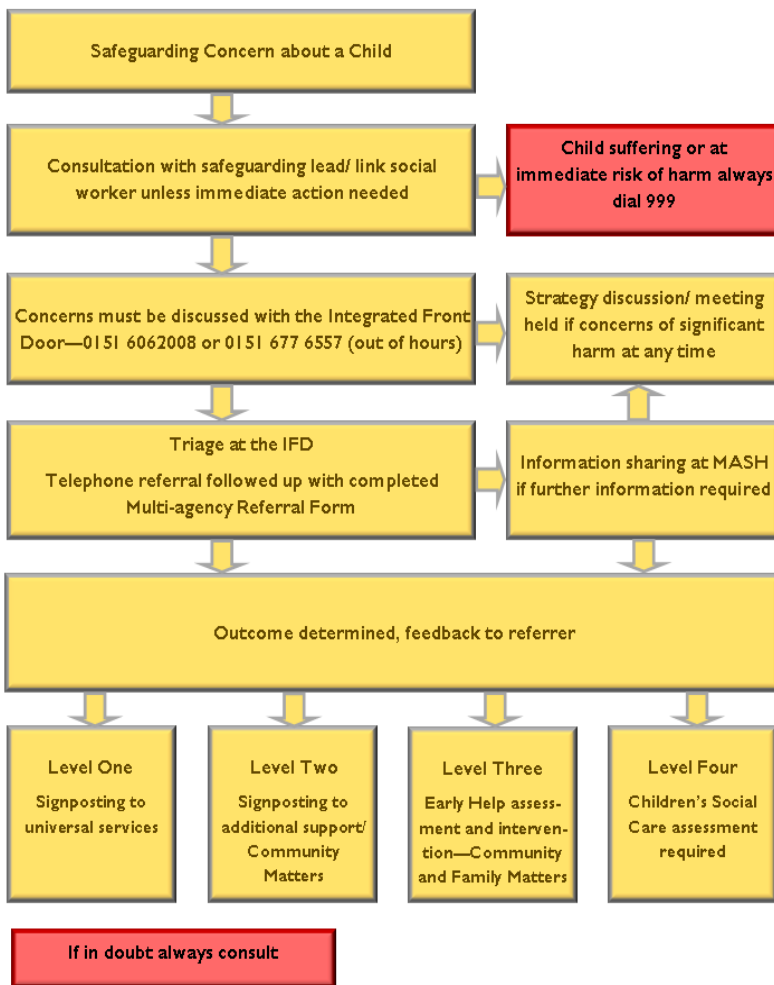 Safeguarding Concern about a Child
Consultation with safeguarding lead/ link social
worker unless immediate action needed
Child suffering or at
immediate risk of harm always
dial 999
Concerns must be discussed with the Integrated Front
Door—0151 6062008 or 0151 677 6557 (out of hours)
Strategy discussion/ meeting
held if concerns of significant
harm at any time
Triage at the IFD
Telephone referral followed up with completed
Multi-agency Referral Form
Information sharing at MASH
if further information required
Outcome determined, feedback to referrer
Level One
Signposting to
universal services
Level Two
Signposting to
additional support/
Community
Matters
Level Three
Early Help assess-
ment and interven-
tion—Community
and Family Matters
Level Four
Children's Social
Care assessment
required
If in doubt always consult